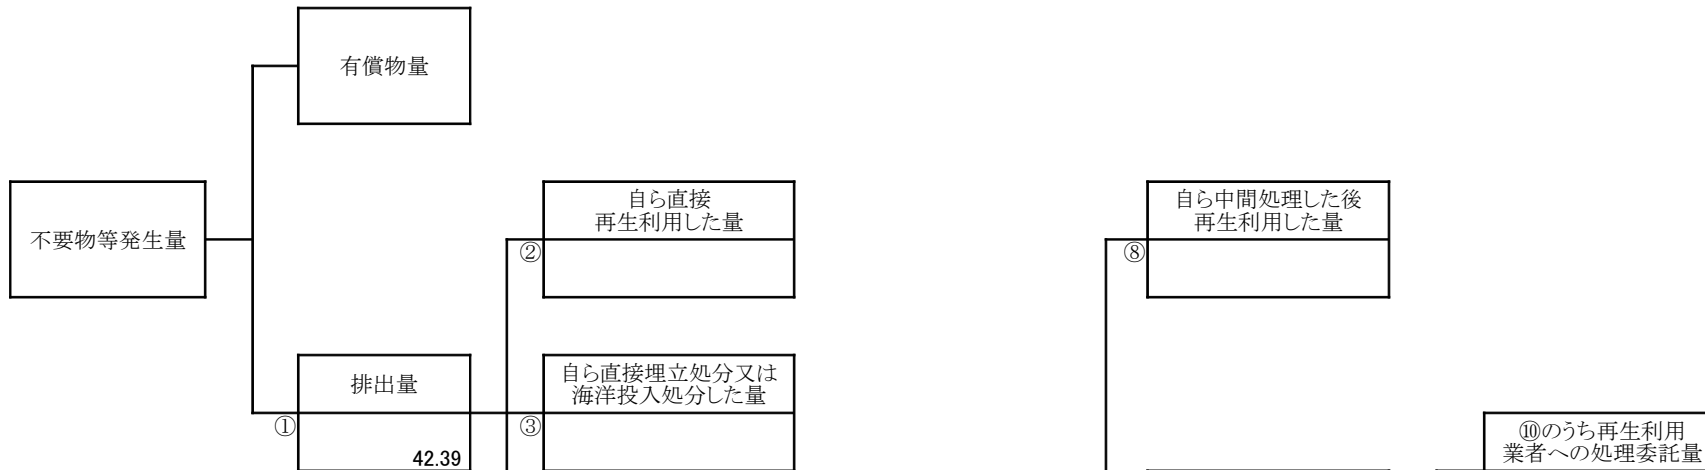 有償物量
不要物等発生量
自ら直接
再生利用した量
②
自ら中間処理した後
再生利用した量
⑧
排出量
①
42.39
自ら直接埋立処分又は
海洋投入処分した量
③
⑩のうち再生利用
業者への処理委託量